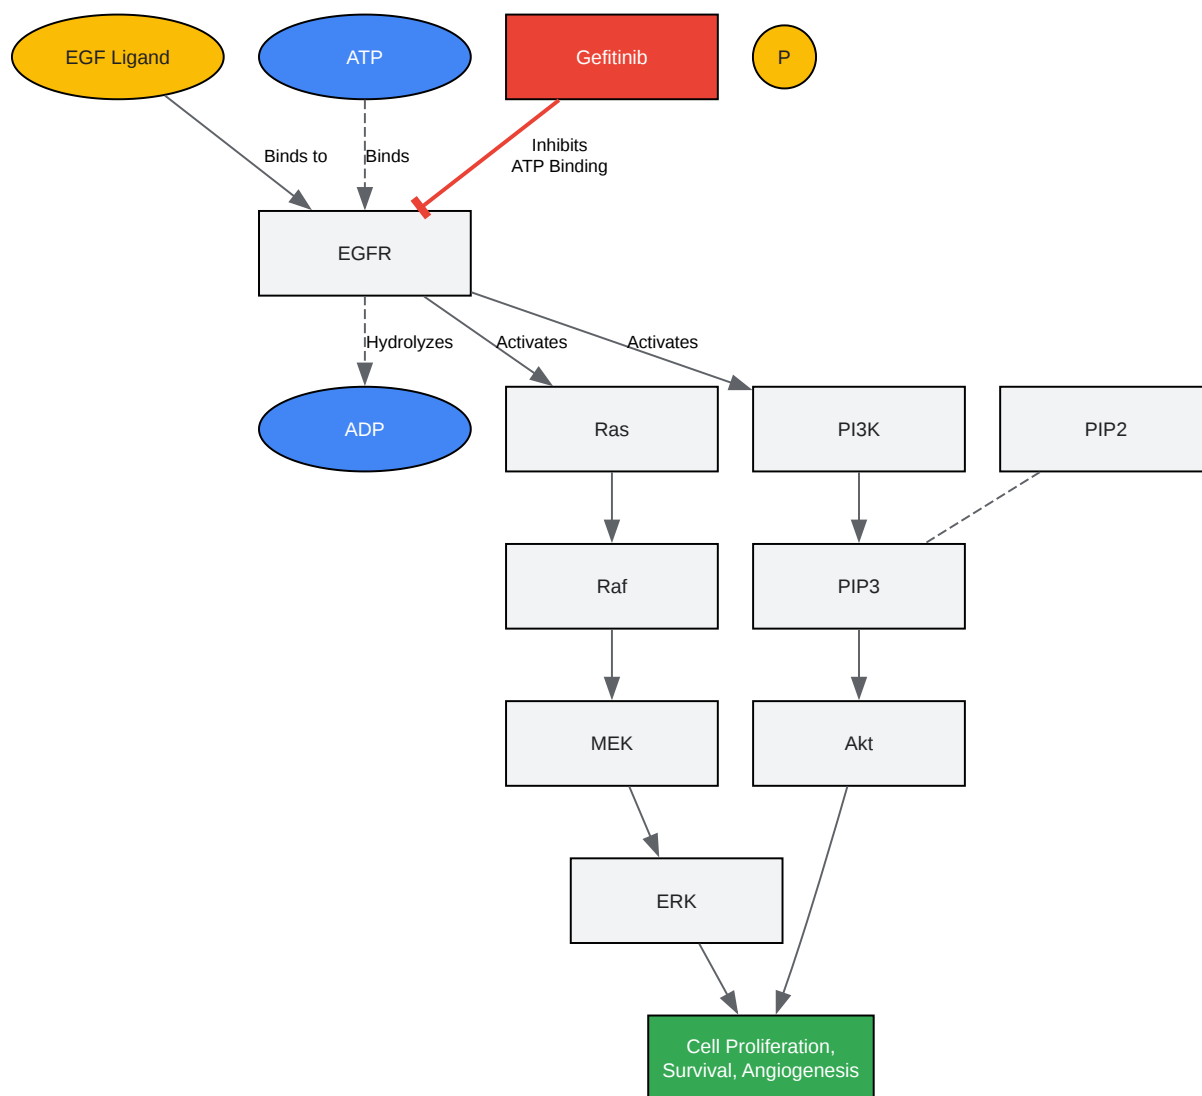 EGF Ligand
ATP
Gefitinib
P
Binds to
Binds
Inhibits
ATP Binding
EGFR
Hydrolyzes
Activates
Activates
ADP
Ras
PI3K
PIP2
Raf
PIP3
MEK
Akt
ERK
Cell Proliferation,
Survival, Angiogenesis